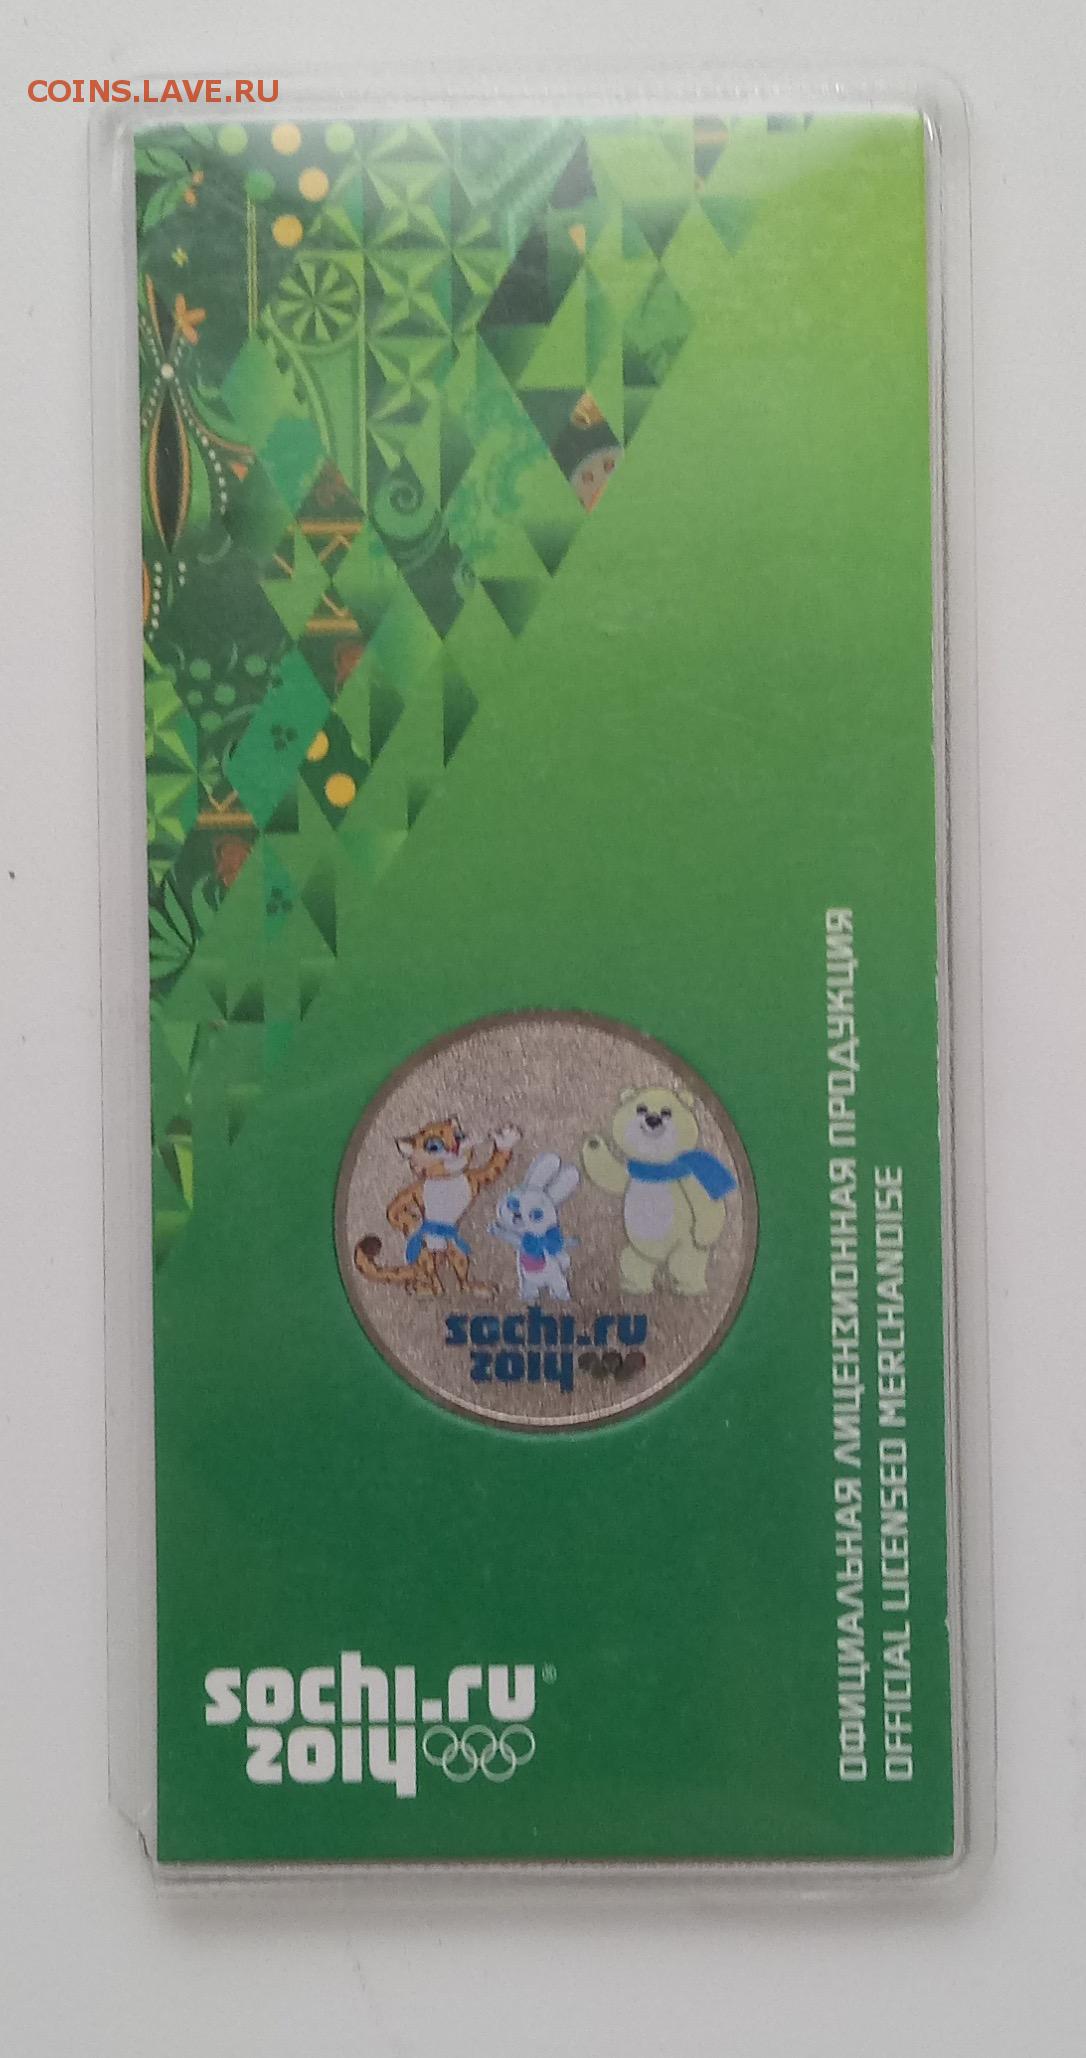 COINS.LAVE.RU
sochi.ru
2014
sochi.ru®
2014
ОФИЦИАЛЬНАЯ ЛИЦЕНЗИОННАЯ ПРОДУКЦИЯ
OFFICIAL LICENSED MERCHANDISE